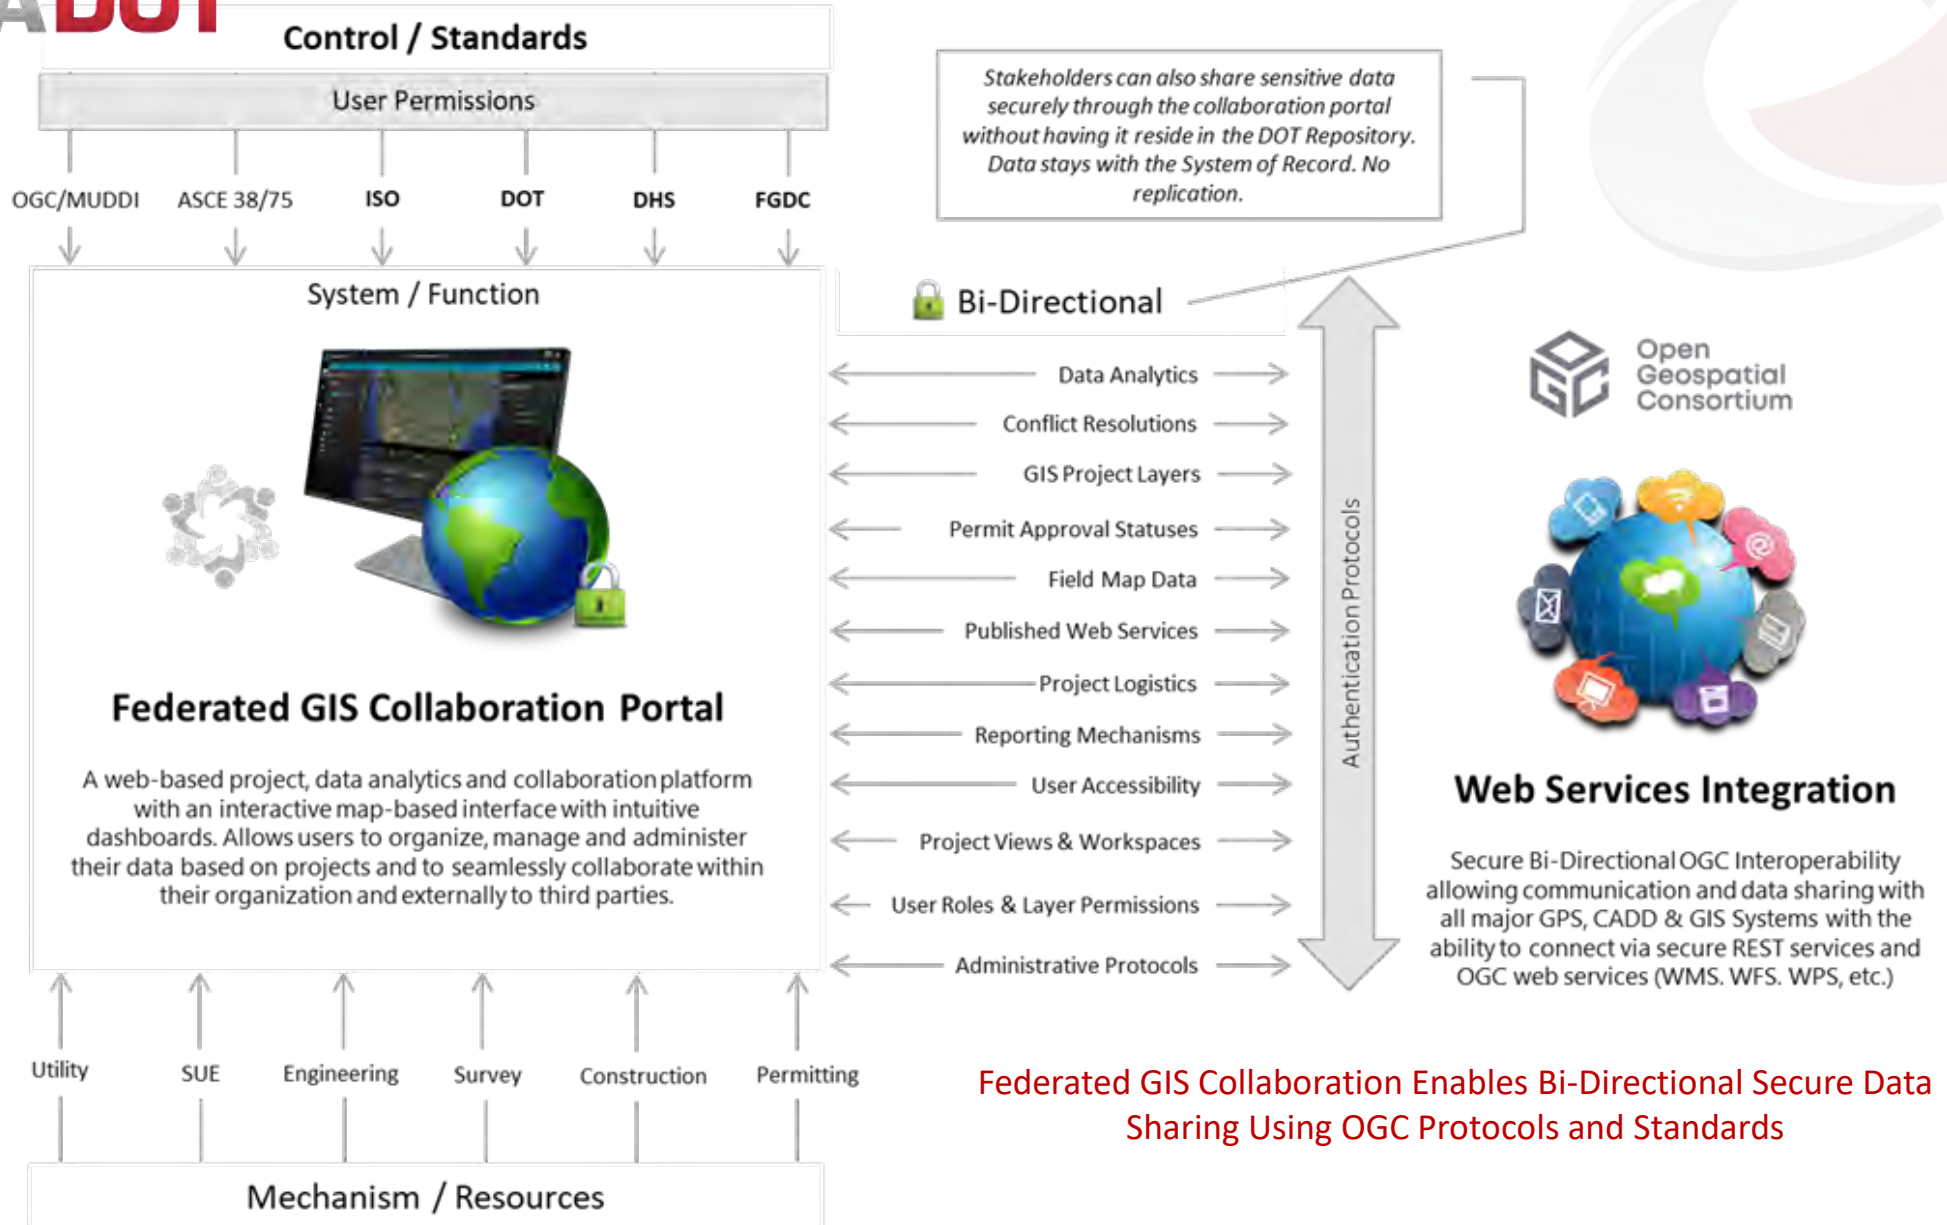 ADOT
Control / Standards
User Permissions
OGC/MUDDI
ASCE 38/75
ISO
DOT
DHS
FGDC
System / Function
Federated GIS Collaboration Portal
A web-based project, data analytics and collaboration platform
with an interactive map-based interface with intuitive
dashboards. Allows users to organize, manage and administer
their data based on projects and to seamlessly collaborate within
their organization and externally to third parties.
Utility
SUE
Engineering
Survey
Construction
Permitting
Mechanism / Resources
Stakeholders can also share sensitive data
securely through the collaboration portal
without having it reside in the DOT Repository.
Data stays with the System of Record. No
replication.
Bi-Directional
Data Analytics
Conflict Resolutions
GIS Project Layers
Permit Approval Statuses
Field Map Data
Published Web Services
Project Logistics
Reporting Mechanisms
User Accessibility
Project Views & Workspaces
User Roles & Layer Permissions
Administrative Protocols
Authentication Protocols
OGC
Open
Geospatial
Consortium
@
Web Services Integration
Secure Bi-Directional OGC Interoperability
allowing communication and data sharing with
all major GPS, CADD & GIS Systems with the
ability to connect via secure REST services and
OGC web services (WMS. WFS. WPS, etc.)
Federated GIS Collaboration Enables Bi-Directional Secure Data
Sharing Using OGC Protocols and Standards